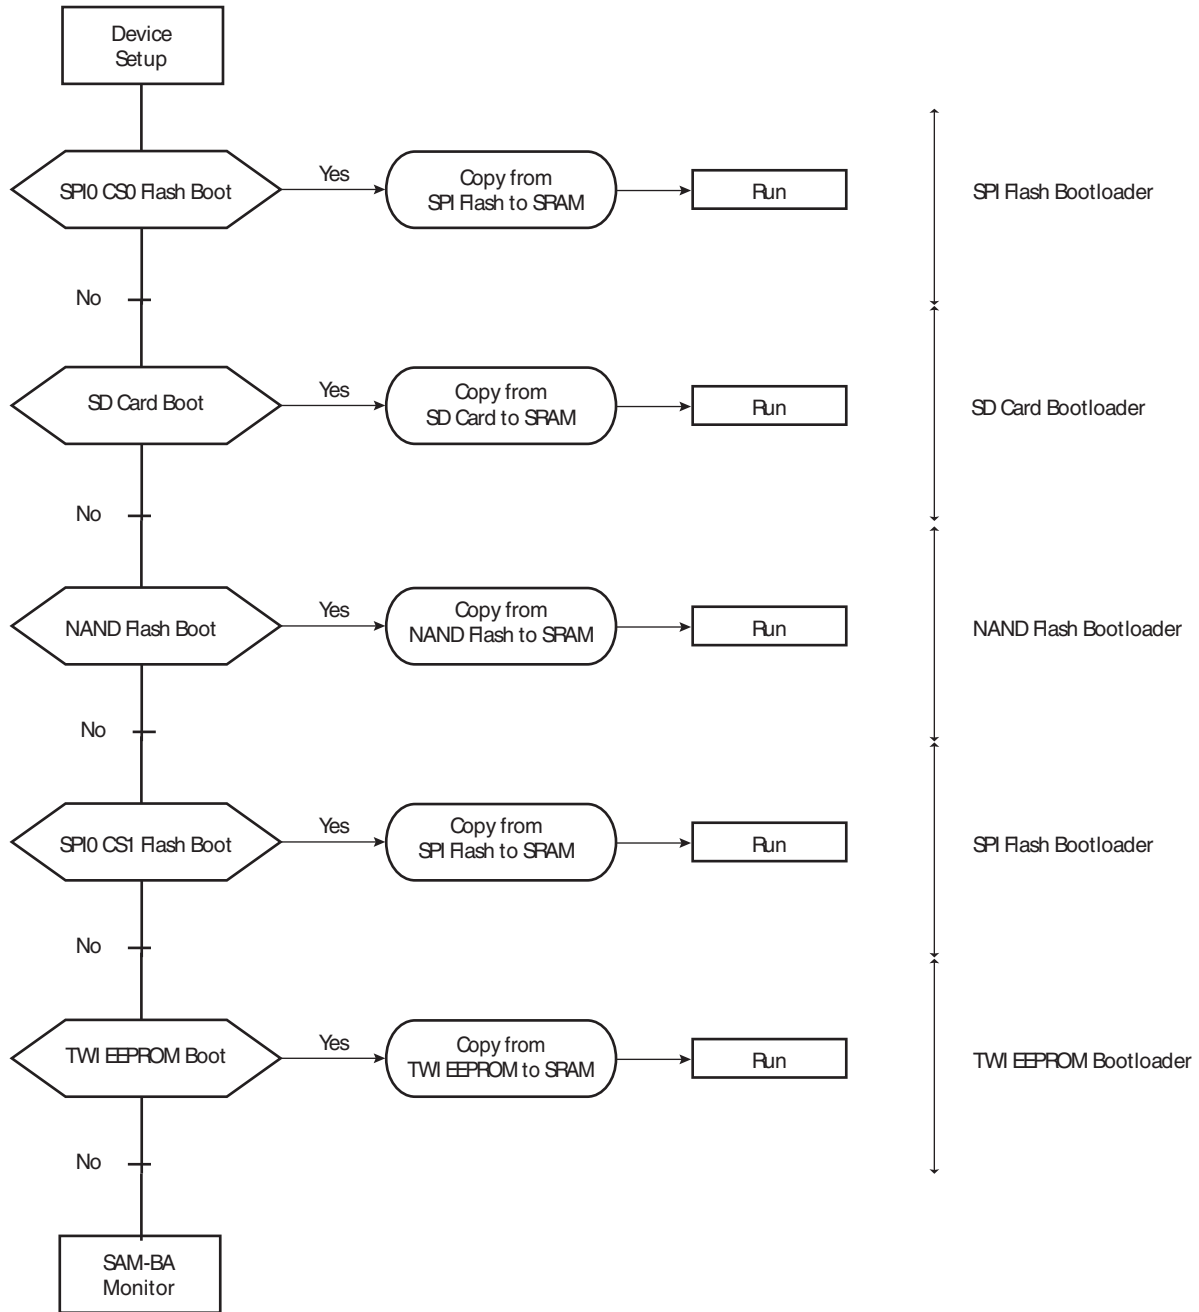 Device
Setup
SPI0 CS0 Flash Boot
Yes
Copy from
SPI Flash to SRAM
Run
SPI Flash Bootloader
No
SD Card Boot
Yes
Copy from
SD Card to SRAM
Run
SD Card Bootloader
No
NAND Flash Boot
Yes
Copy from
NAND Flash to SRAM
Run
NAND Flash Bootloader
No
SPI0 CS1 Flash Boot
Yes
Copy from
SPI Flash to SRAM
Run
SPI Flash Bootloader
No
TWI EEPROM Boot
Yes
Copy from
TWI EEPROM to SRAM
Run
TWI EEPROM Bootloader
No
SAM-BA
Monitor